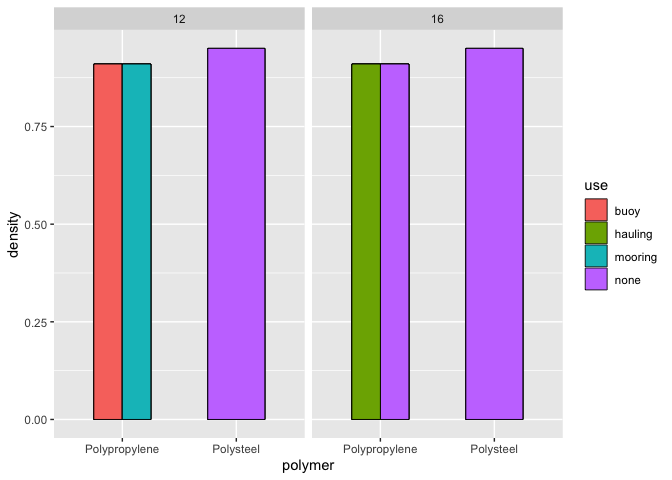 12 16
density
0.75
0.50
0.25
0.00
Polypropylene Polysteel Polypropylene Polysteel
polymer
use
buoy
hauling
mooring
none